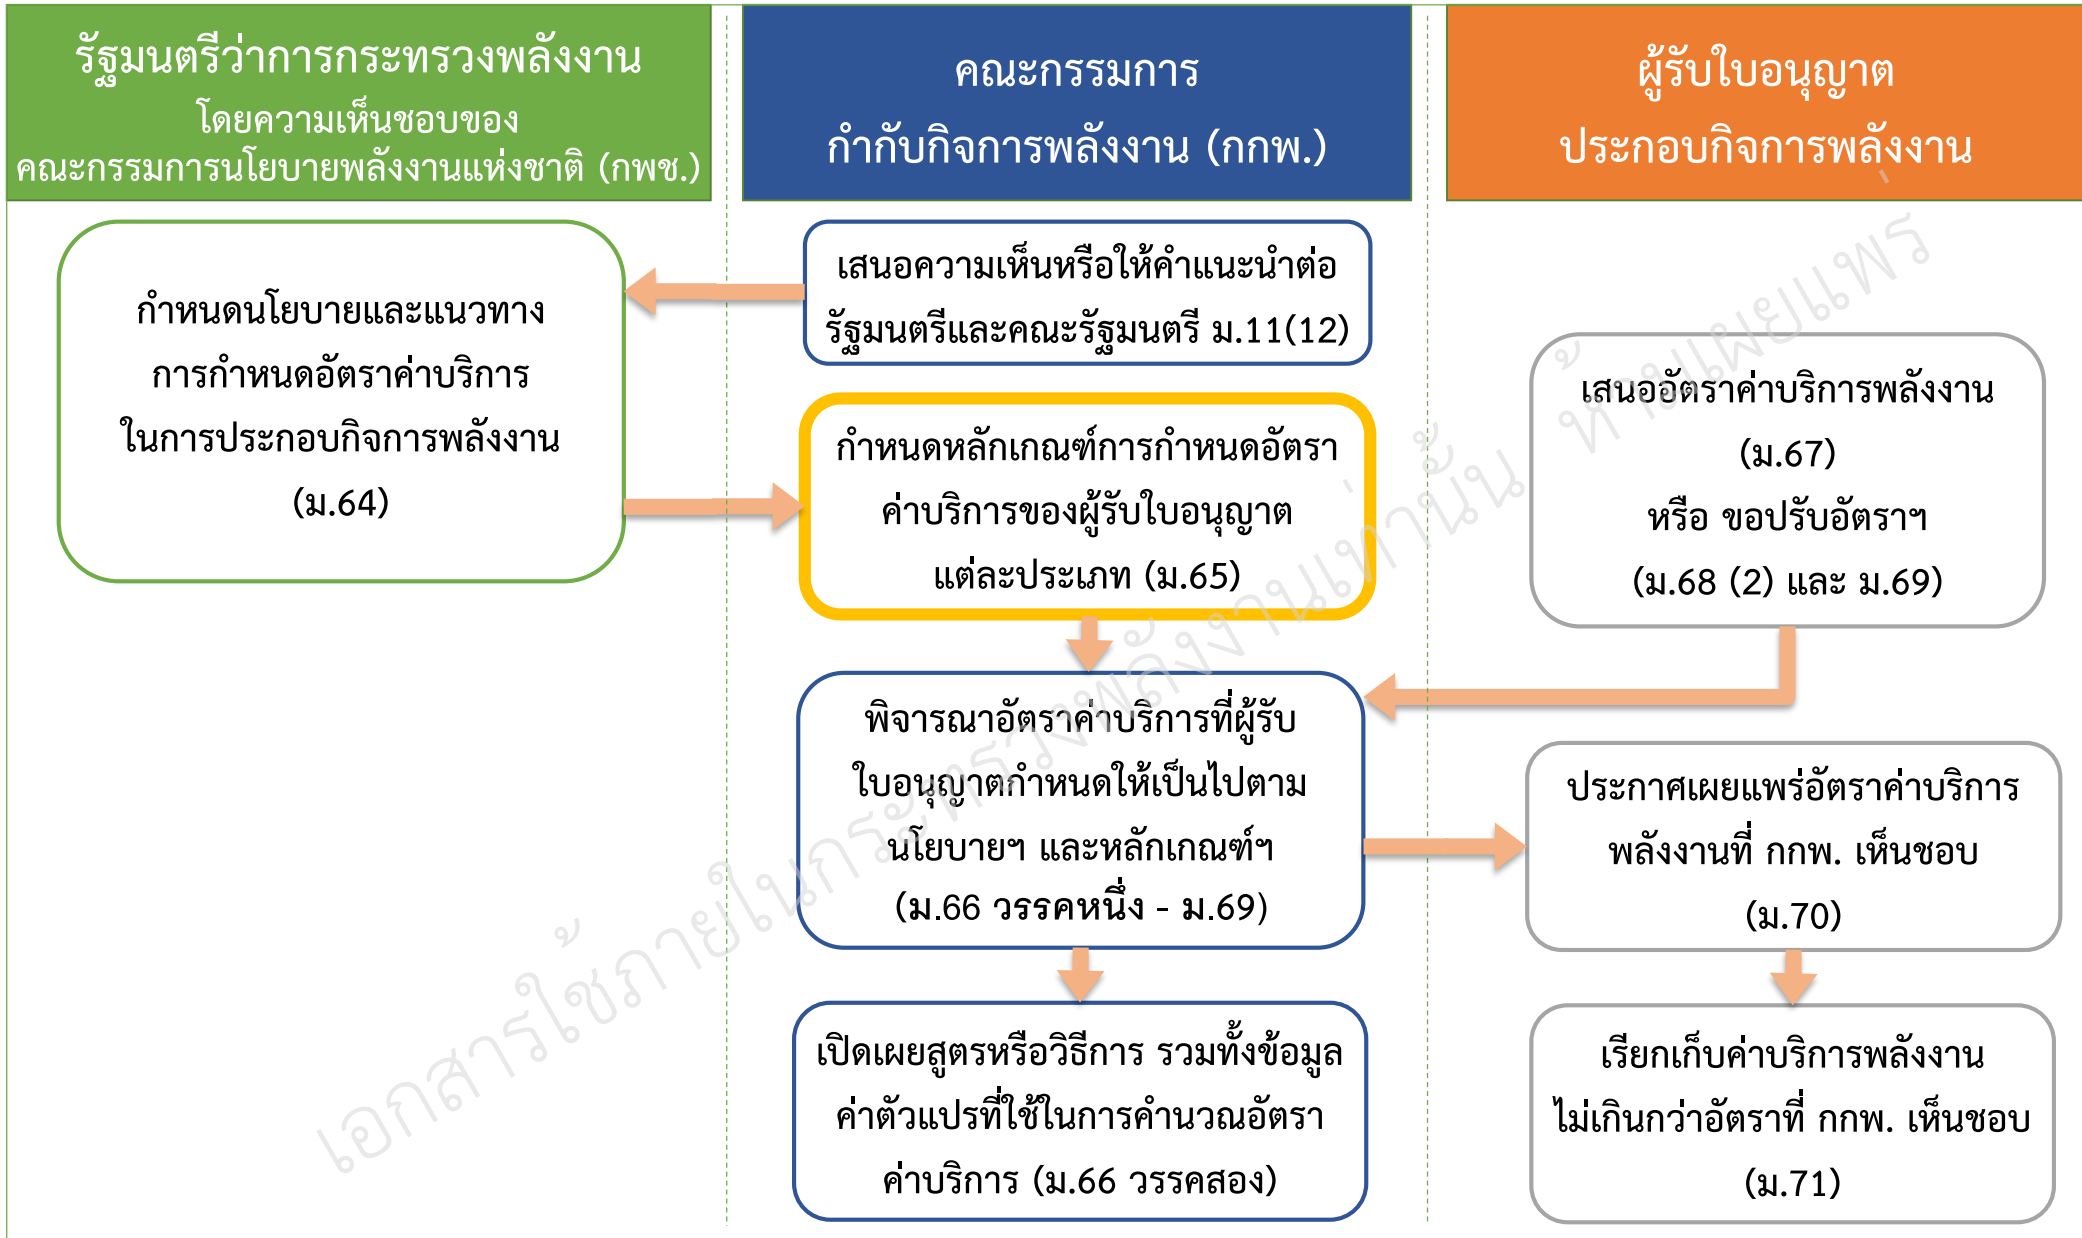 รัฐมนตรีว่าการกระทรวงพลังงาน
โดยความเห็นชอบของ
คณะกรรมการนโยบายพลังงานแห่งชาติ (กพช.)
คณะกรรมการ
กำกับกิจการพลังงาน (กกพ.)
ผู้รับใบอนุญาต
ประกอบกิจการพลังงาน
กำหนดนโยบายและแนวทาง
การกำหนดอัตราค่าบริการ
ในการประกอบกิจการพลังงาน
(ม.64)
เสนอความเห็นหรือให้คำแนะนำต่อ
รัฐมนตรีและคณะรัฐมนตรี ม.11(12)
กำหนดหลักเกณฑ์การกำหนดอัตรา
ค่าบริการของผู้รับใบอนุญาต
แต่ละประเภท (ม.65)
พิจารณาอัตราค่าบริการที่ผู้รับ
ใบอนุญาตกำหนดให้เป็นไปตาม
นโยบายฯ และหลักเกณฑ์ฯ
(ม.66 วรรคหนึ่ง - ม.69)
เปิดเผยสูตรหรือวิธีการ รวมทั้งข้อมูล
ค่าตัวแปรที่ใช้ในการคำนวณอัตรา
ค่าบริการ (ม.66 วรรคสอง)
เสนออัตราค่าบริการพลังงาน
(ม.67)
หรือ ขอปรับอัตราฯ
(ม.68 (2) และ ม.69)
ประกาศเผยแพร่อัตราค่าบริการ
พลังงานที่ กกพ. เห็นชอบ
(ม.70)
เรียกเก็บค่าบริการพลังงาน
ไม่เกินกว่าอัตราที่ กกพ. เห็นชอบ
(ม.71)
เอกสารใช้ภายในกระทรวงพลังงานเท่านั้น ห้ามเผยแพร่